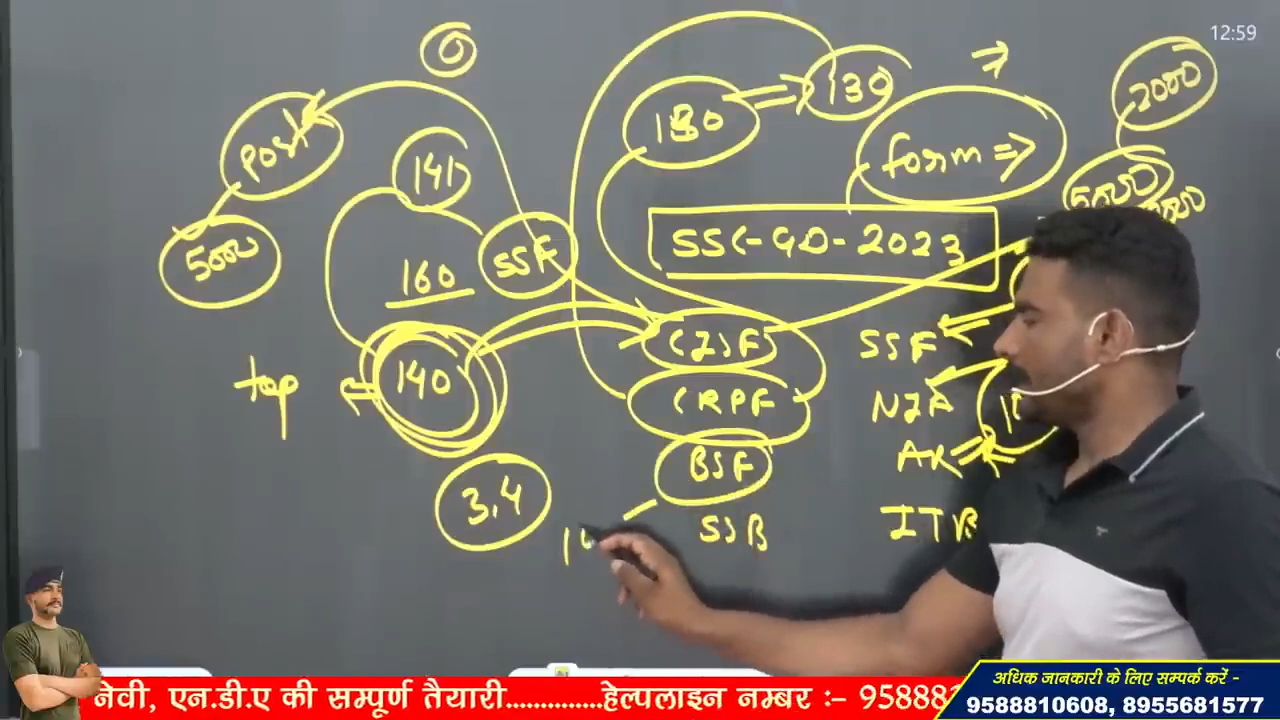 12:59
0
130
→
2000
180 ⇒
post
form ⇒
141
5000
SSC-GD-2023
5000
SSF
160
CISF
SSF
top ⇐
140
CRPF
NIA
AR
BSF
3.4
SSB
ITB
नेवी, एन.डी.ए की सम्पूर्ण तैयारी..............हेल्पलाइन नम्बर :- 95888
अधिक जानकारी के लिए सम्पर्क करें -
9588810608, 8955681577